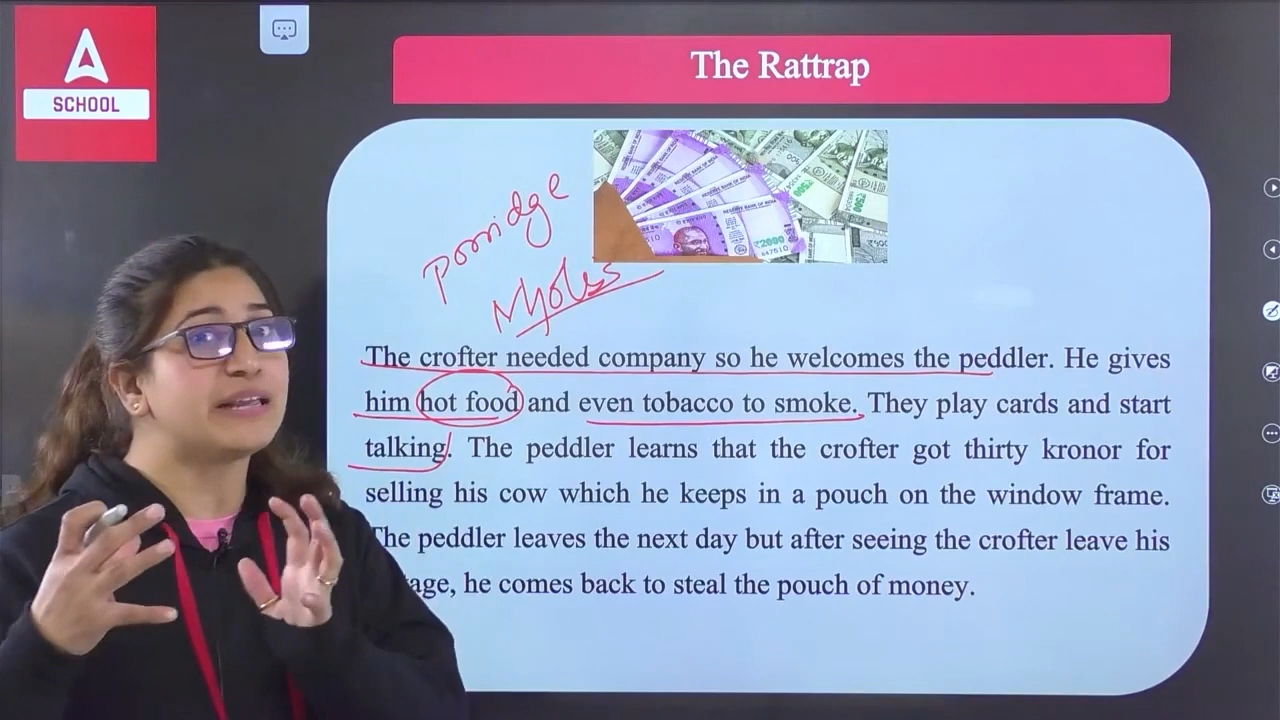 SCHOOL
The Rattrap
Porridge
Mjolis
The crofter needed company so he welcomes the peddler. He gives
him hot food and even tobacco to smoke. They play cards and start
talking. The peddler learns that the crofter got thirty kronor for
selling his cow which he keeps in a pouch on the window frame.
The peddler leaves the next day but after seeing the crofter leave his
age, he comes back to steal the pouch of money.